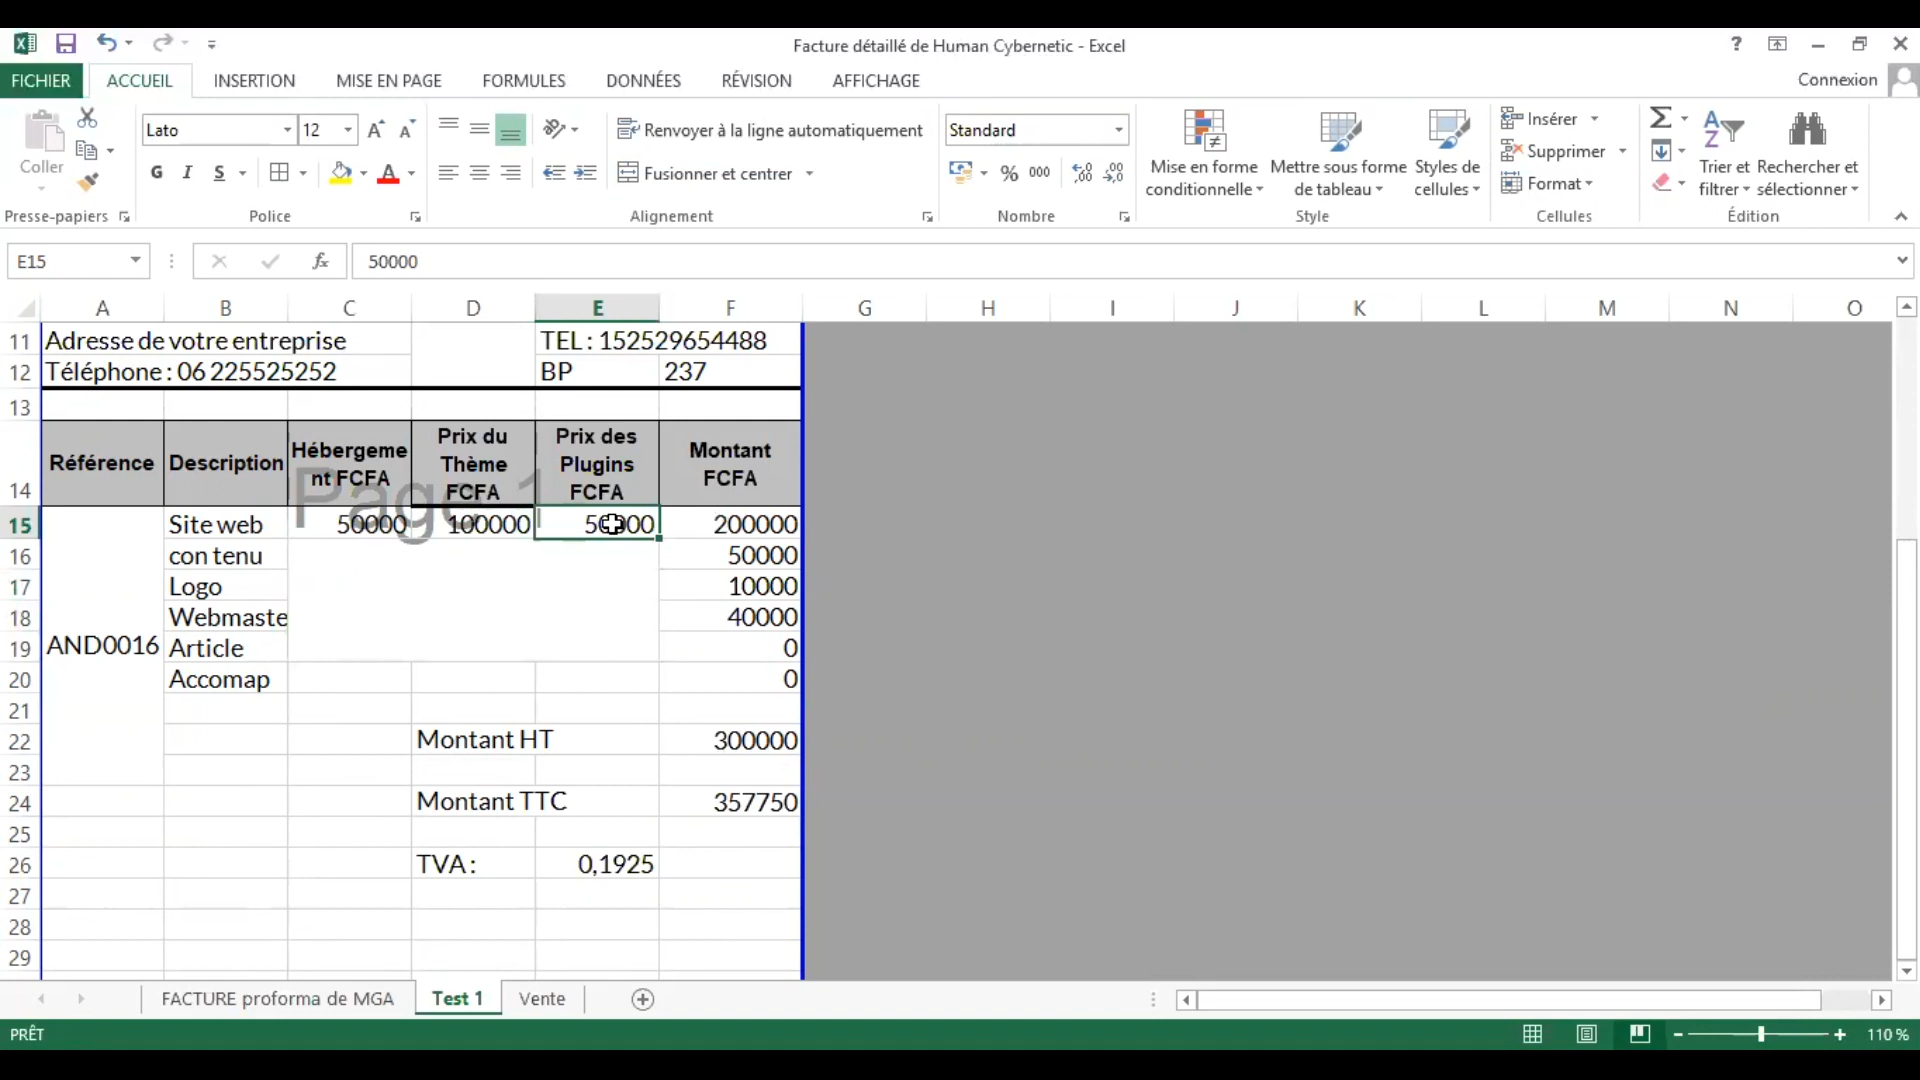 Facture détaillé de Human Cybernetic - Excel
?
FICHIER ACCUEIL INSERTION MISE EN PAGE FORMULES DONNÉES RÉVISION AFFICHAGE Connexion
Coller
Lato 12
G I S
Renvoyer à la ligne automatiquement
Fusionner et centrer
Standard
% 000
Mise en forme conditionnelle
Mettre sous forme de tableau
Styles de cellules
Insérer
Supprimer
Format
Trier et filtrer
Rechercher et sélectionner
Presse-papiers Police Alignement Nombre Style Cellules Édition
E15 fx 50000
A B C D E F G H I J K L M N O
11 Adresse de votre entreprise TEL : 152529654488
12 Téléphone : 06 225525252 BP 237
13
14 Référence Description Hébergeme nt FCFA Prix du Thème FCFA Prix des Plugins FCFA Montant FCFA
Page 1
15 Site web 50000 100000 50000 200000
16 con tenu 50000
17 Logo 10000
18 Webmaste 40000
19 AND0016 Article 0
20 Accomap 0
21
22 Montant HT 300000
23
24 Montant TTC 357750
25
26 TVA : 0,1925
27
28
29
FACTURE proforma de MGA Test 1 Vente
PRÊT 110 %